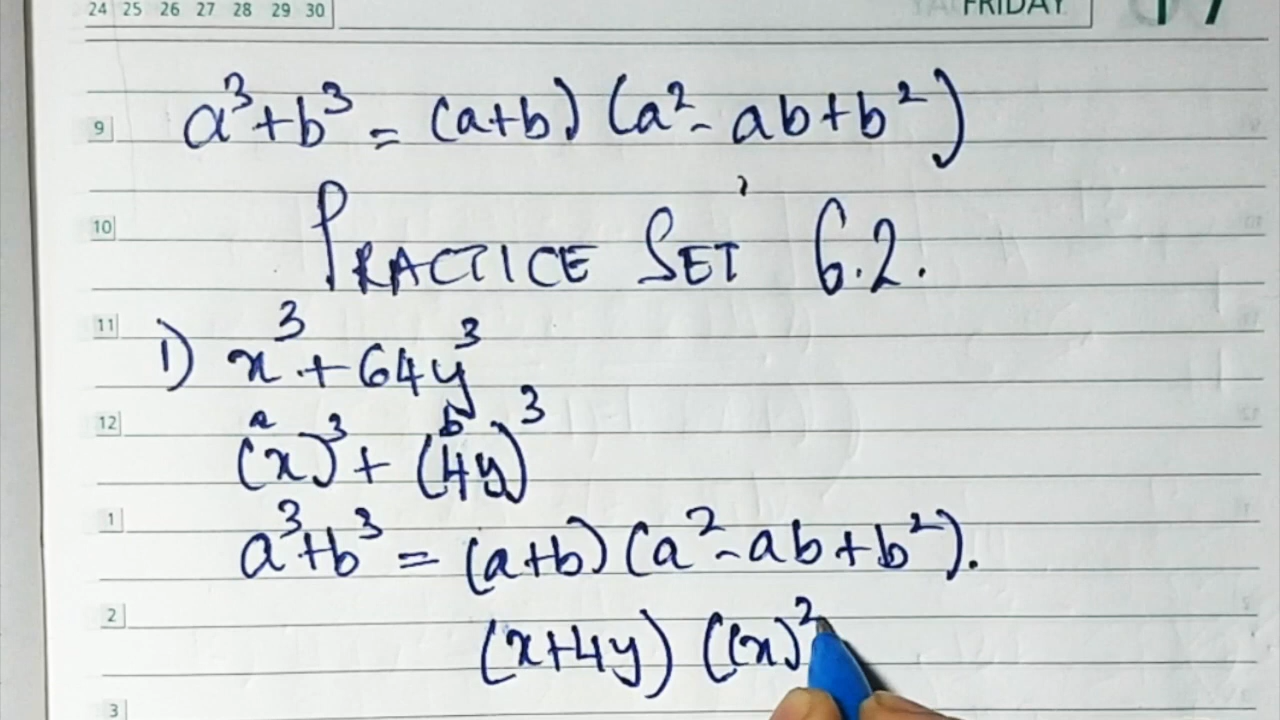 24 25 26 27 28 29 30
FRIDAY 17
9
a³+b³ = (a+b) (a²- ab+b²)
10
PRACTICE SET 6.2.
11
1) x³+64y³
12
a b
(x)³+ (4y)³
1
a³+b³ = (a+b) (a²-ab+b²).
2
(x+4y) ((x)²
3